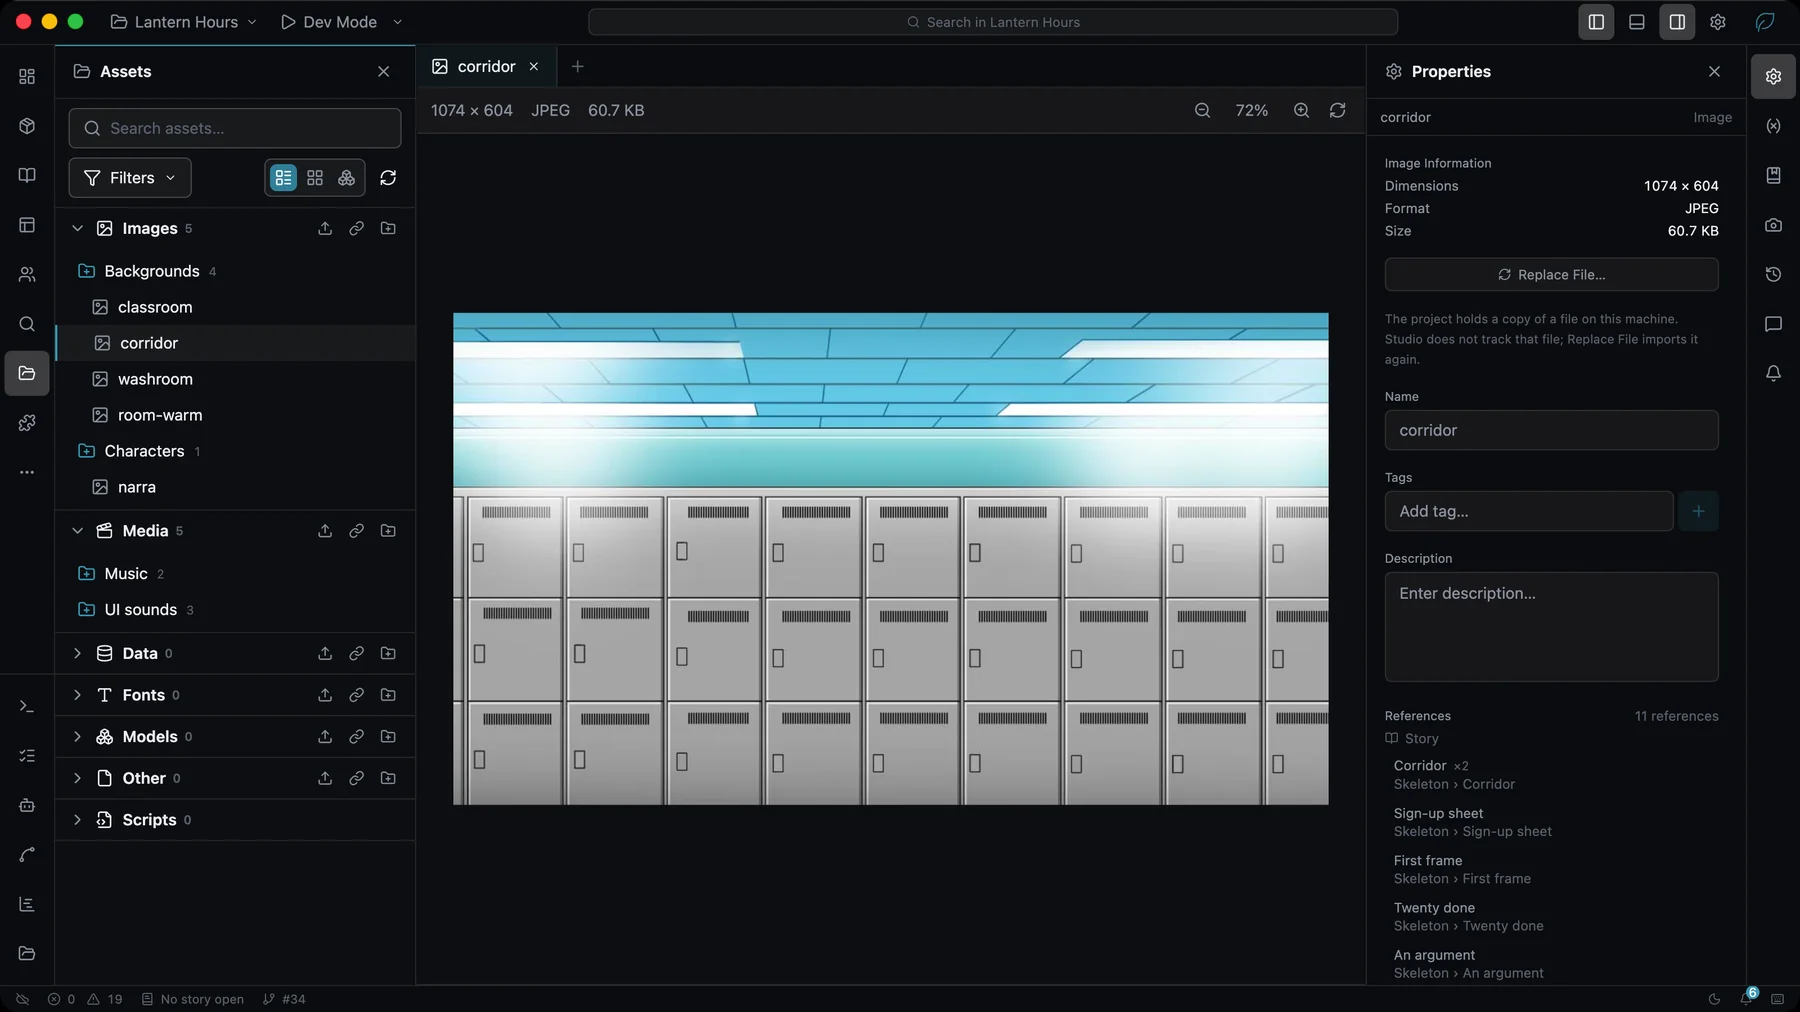 Lantern Hours
Dev Mode
Search in Lantern Hours
Assets
Search assets...
Filters
Images 5
Backgrounds 4
classroom
corridor
washroom
room-warm
Characters 1
narra
Media 5
Music 2
UI sounds 3
Data 0
Fonts 0
Models 0
Other 0
Scripts 0
corridor
1074 × 604 JPEG 60.7 KB
72%
Properties
corridor Image
Image Information
Dimensions 1074 × 604
Format JPEG
Size 60.7 KB
Replace File...
The project holds a copy of a file on this machine.
Studio does not track that file; Replace File imports it
again.
Name
corridor
Tags
Add tag...
Description
Enter description...
References 11 references
Story
Corridor ×2
Skeleton › Corridor
Sign-up sheet
Skeleton › Sign-up sheet
First frame
Skeleton › First frame
Twenty done
Skeleton › Twenty done
An argument
Skeleton › An argument
0 19 No story open #34
6